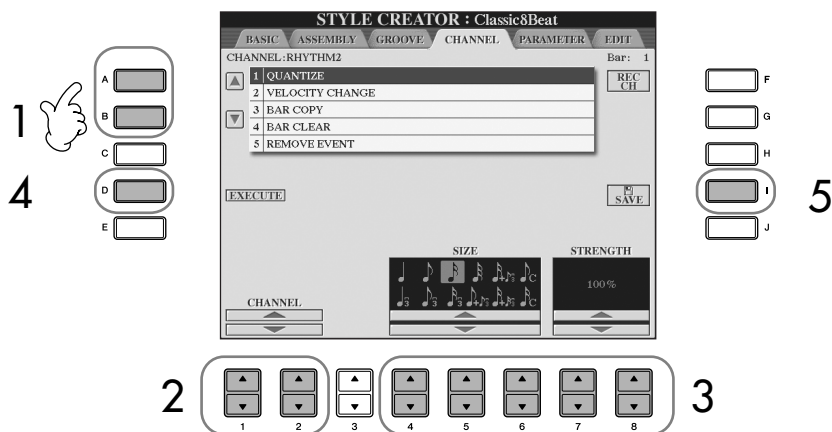 STYLE CREATOR : Classic8Beat
BASIC ASSEMBLY GROOVE CHANNEL PARAMETER EDIT
CHANNEL:RHYTHM2 Bar: 1
1 QUANTIZE
2 VELOCITY CHANGE
3 BAR COPY
4 BAR CLEAR
5 REMOVE EVENT
REC
CH
EXECUTE
SAVE
SIZE STRENGTH
100%
CHANNEL
A
B
C
D
E
F
G
H
I
J
1
4
5
2
3
1 2 3 4 5 6 7 8